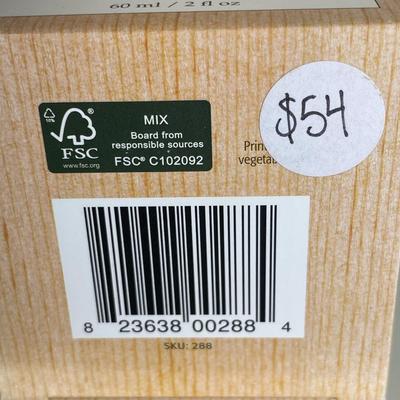 60 ml / 2 fl oz
10%
FSC
www.fsc.org
MIX
Board from
responsible sources
FSC® C102092
$54
8 23638 00288 4
SKU: 288